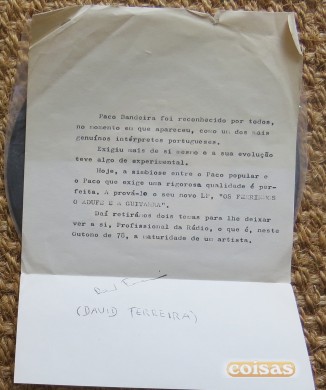 Paco Bandeira foi reconhecido por todos,
no momento em que apareceu, como um dos mais
genuínos intérpretes portugueses.
Exigiu mais de si mesmo e a sua evolução
teve algo de experimental.
Hoje, a simbiose entre o Paco popular e
o Paco que exige uma rigorosa qualidade é per-
feita. A prová-lo o seu novo LP, "OS
O ADUFE E A GUITARRA".
Daí retirámos dois temas para lhe deixar
ver a si, Profissional da Rádio, o que é, neste
Outono de 78, a maturidade de um artista.
(DAVID FERREIRA)
coisas